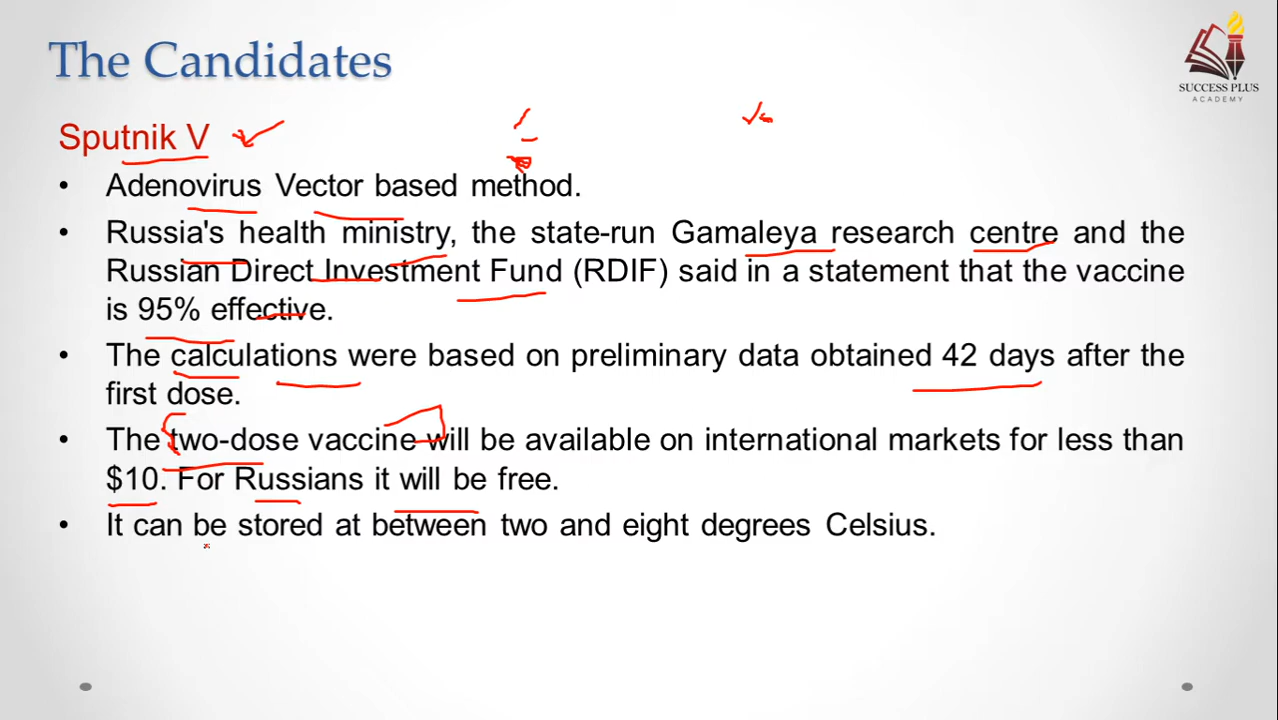 The Candidates
SUCCESS PLUS
ACADEMY
Sputnik V
• Adenovirus Vector based method.
• Russia's health ministry, the state-run Gamaleya research centre and the
Russian Direct Investment Fund (RDIF) said in a statement that the vaccine
is 95% effective.
• The calculations were based on preliminary data obtained 42 days after the
first dose.
• The two-dose vaccine will be available on international markets for less than
$10. For Russians it will be free.
• It can be stored at between two and eight degrees Celsius.